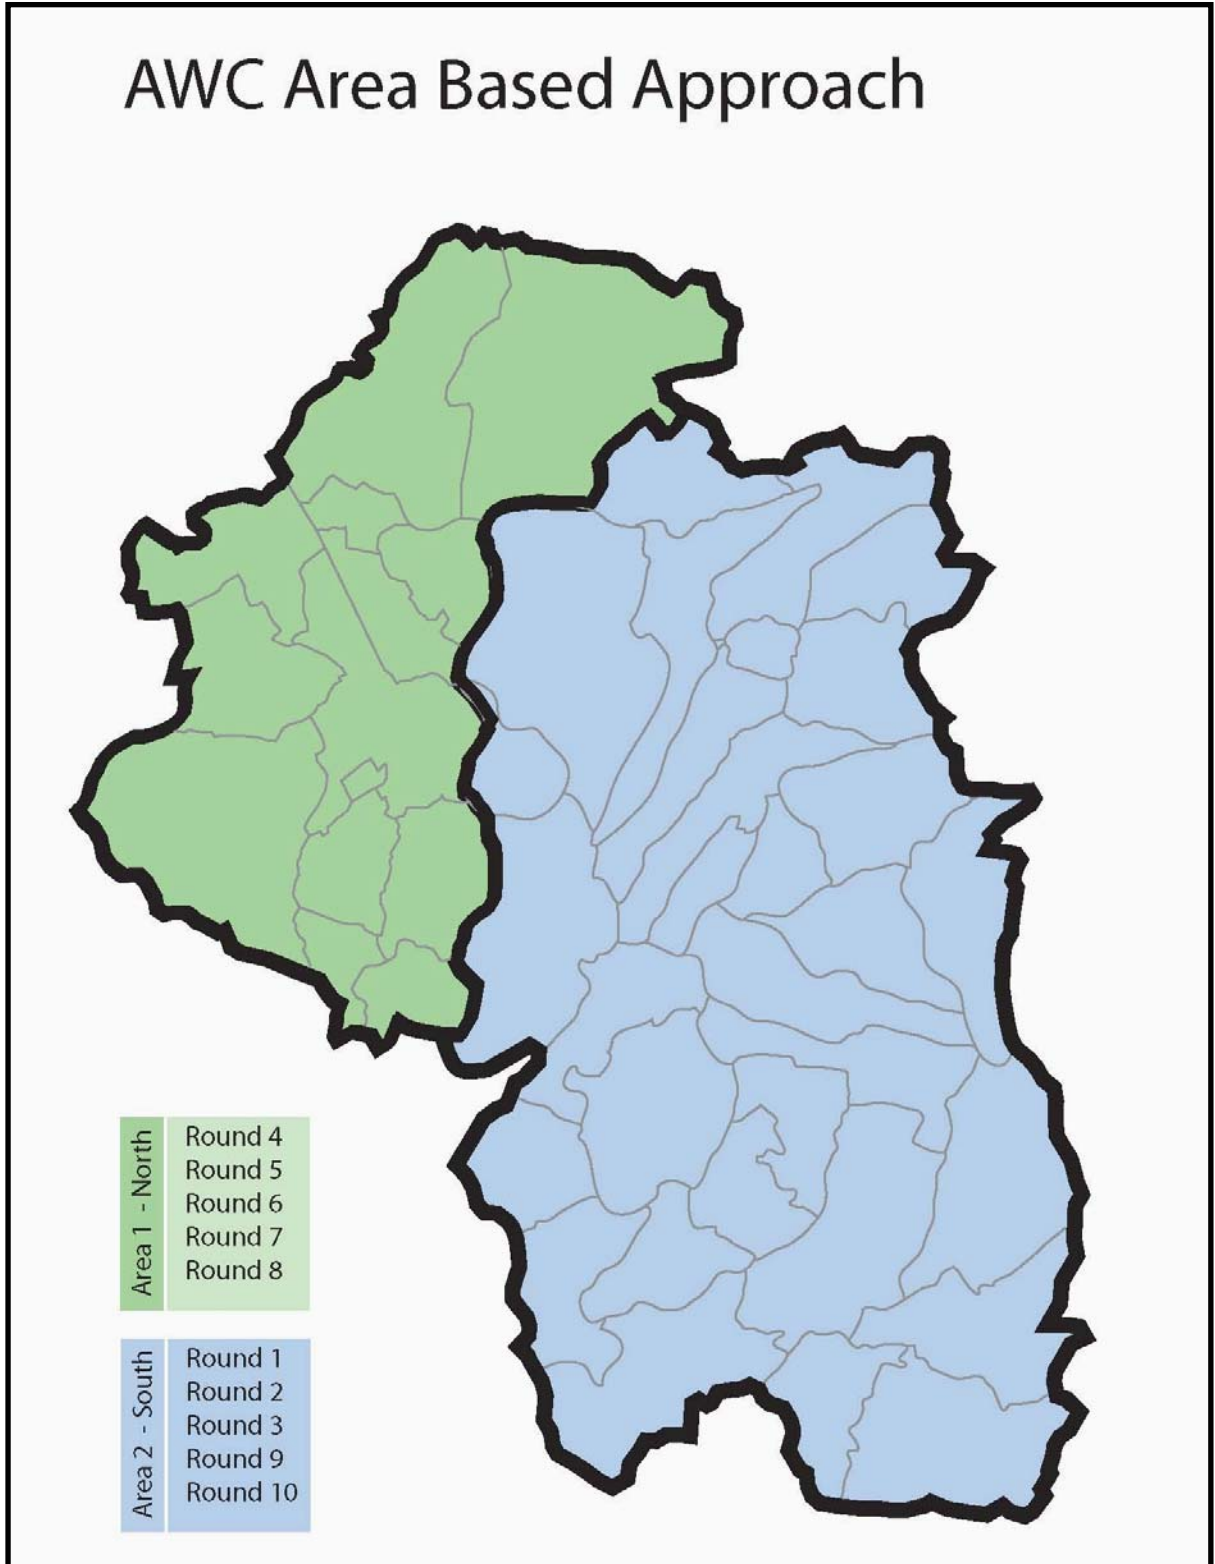 AWC Area Based Approach
Area 1 - North
Round 4
Round 5
Round 6
Round 7
Round 8
Area 2 - South
Round 1
Round 2
Round 3
Round 9
Round 10